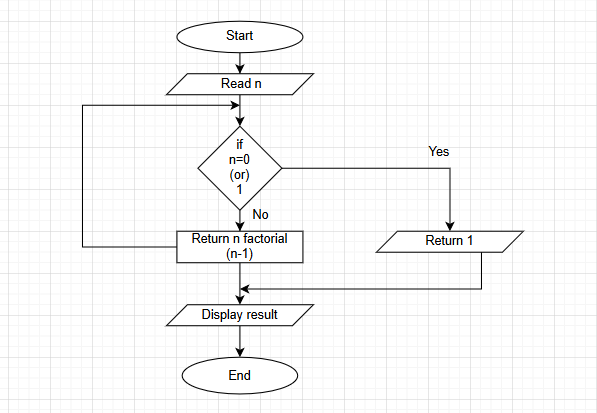 Start
Read n
if
n=0
(or)
1
Yes
No
Return n factorial
(n-1)
Return 1
Display result
End